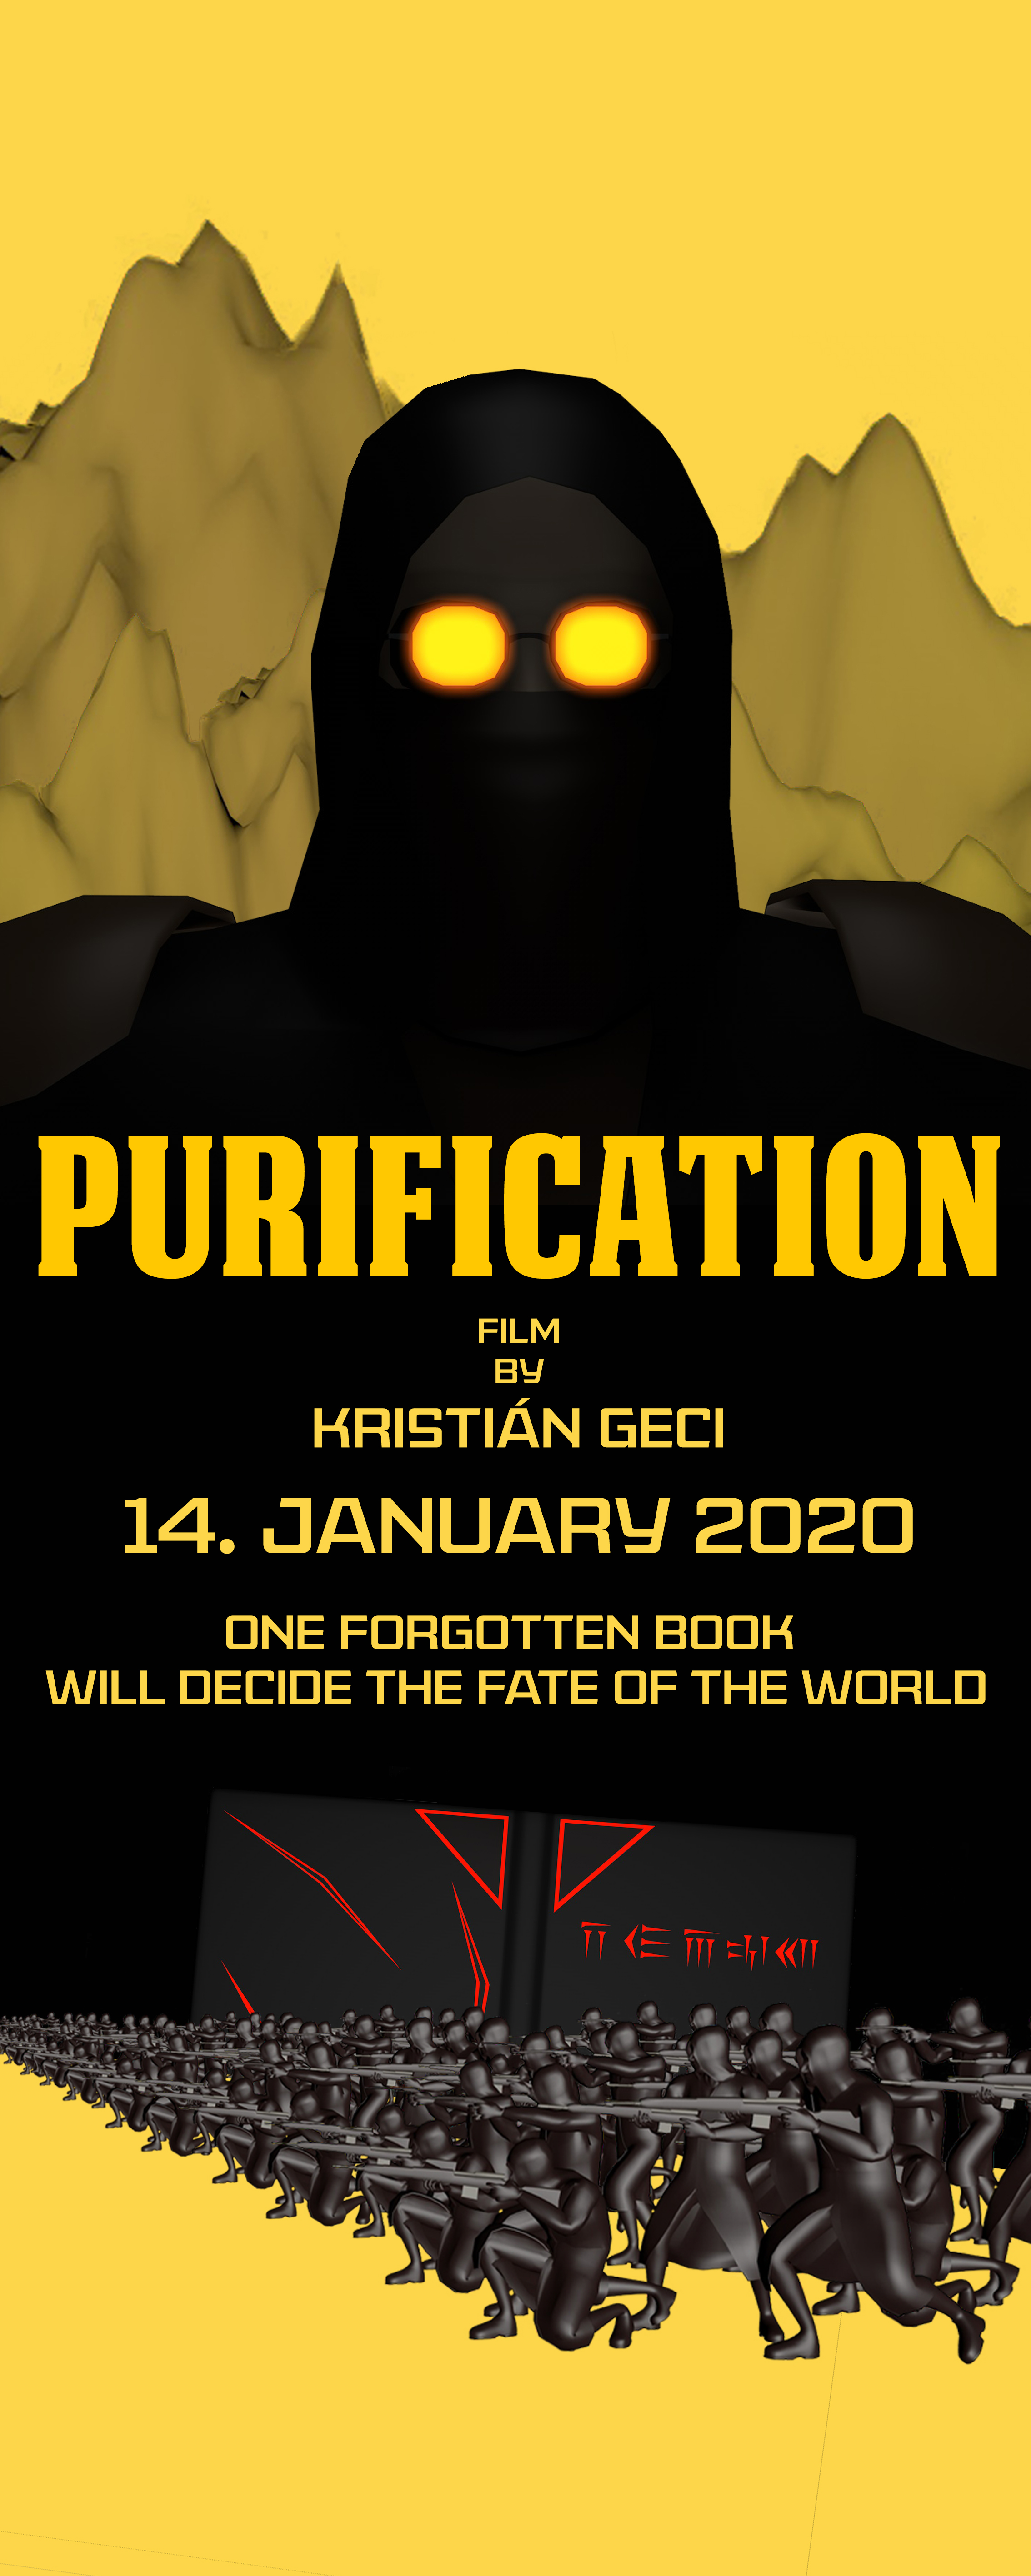 PURIFICATION
FILM
BY
KRISTIÁN GECI
14. JANUARY 2020
ONE FORGOTTEN BOOK
WILL DECIDE THE FATE OF THE WORLD